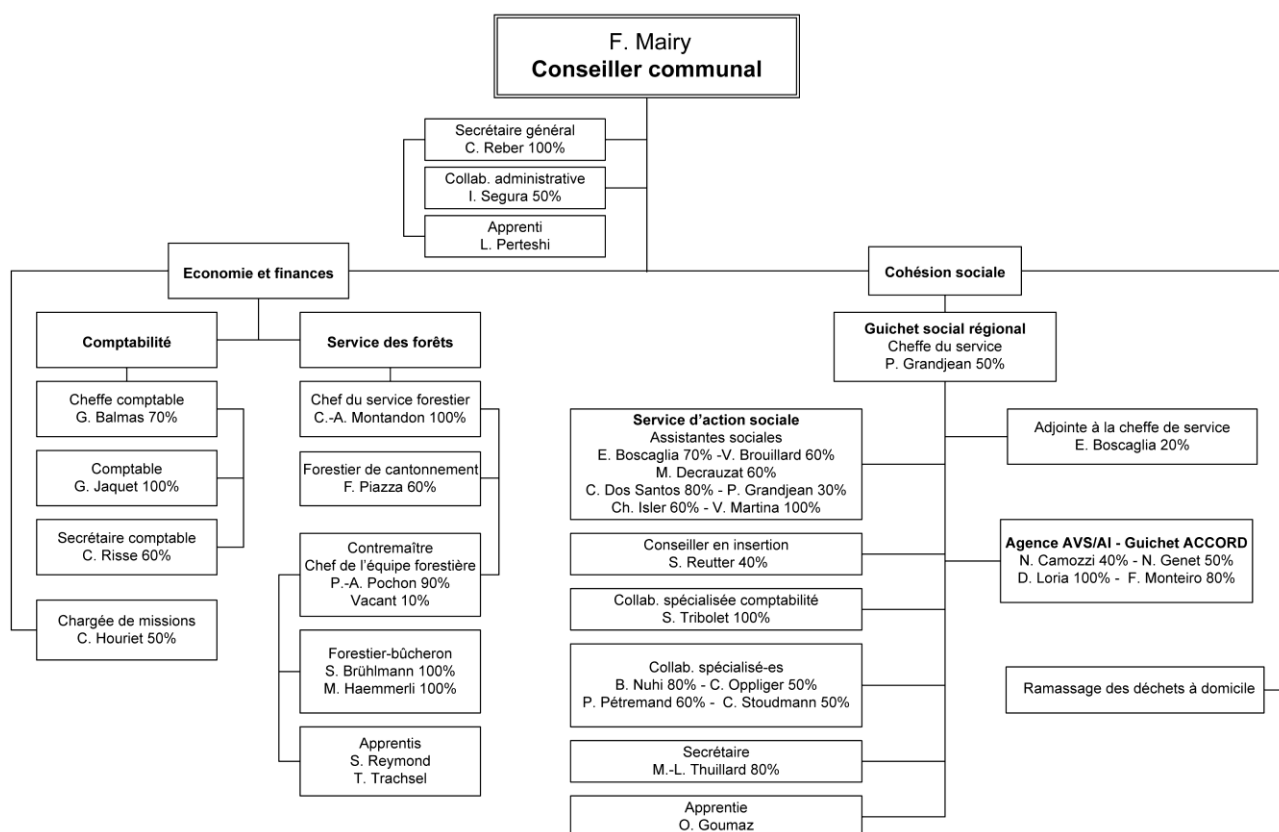 F. Mairy
Conseiller communal
Secrétaire général
C. Reber 100%
Collab. administrative
I. Segura 50%
Apprenti
L. Perteshi
Economie et finances
Cohésion sociale
Comptabilité
Service des forêts
Guichet social régional
Cheffe du service
P. Grandjean 50%
Cheffe comptable
G. Balmas 70%
Comptable
G. Jaquet 100%
Secrétaire comptable
C. Risse 60%
Chargée de missions
C. Houriet 50%
Chef du service forestier
C.-A. Montandon 100%
Forestier de cantonnement
F. Piazza 60%
Contremaître
Chef de l'équipe forestière
P.-A. Pochon 90%
Vacant 10%
Forestier-bûcheron
S. Brühlmann 100%
M. Haemmerli 100%
Apprentis
S. Reymond
T. Trachsel
Service d'action sociale
Assistantes sociales
E. Boscaglia 70% -V. Brouillard 60%
M. Decrauzat 60%
C. Dos Santos 80% - P. Grandjean 30%
Ch. Isler 60% - V. Martina 100%
Conseiller en insertion
S. Reutter 40%
Collab. spécialisée comptabilité
S. Tribolet 100%
Collab. spécialisé-es
B. Nuhi 80% - C. Oppliger 50%
P. Pétremand 60% - C. Stoudmann 50%
Secrétaire
M.-L. Thuillard 80%
Apprentie
O. Goumaz
Adjointe à la cheffe de service
E. Boscaglia 20%
Agence AVS/AI - Guichet ACCORD
N. Camozzi 40% - N. Genet 50%
D. Loria 100% - F. Monteiro 80%
Ramassage des déchets à domicile